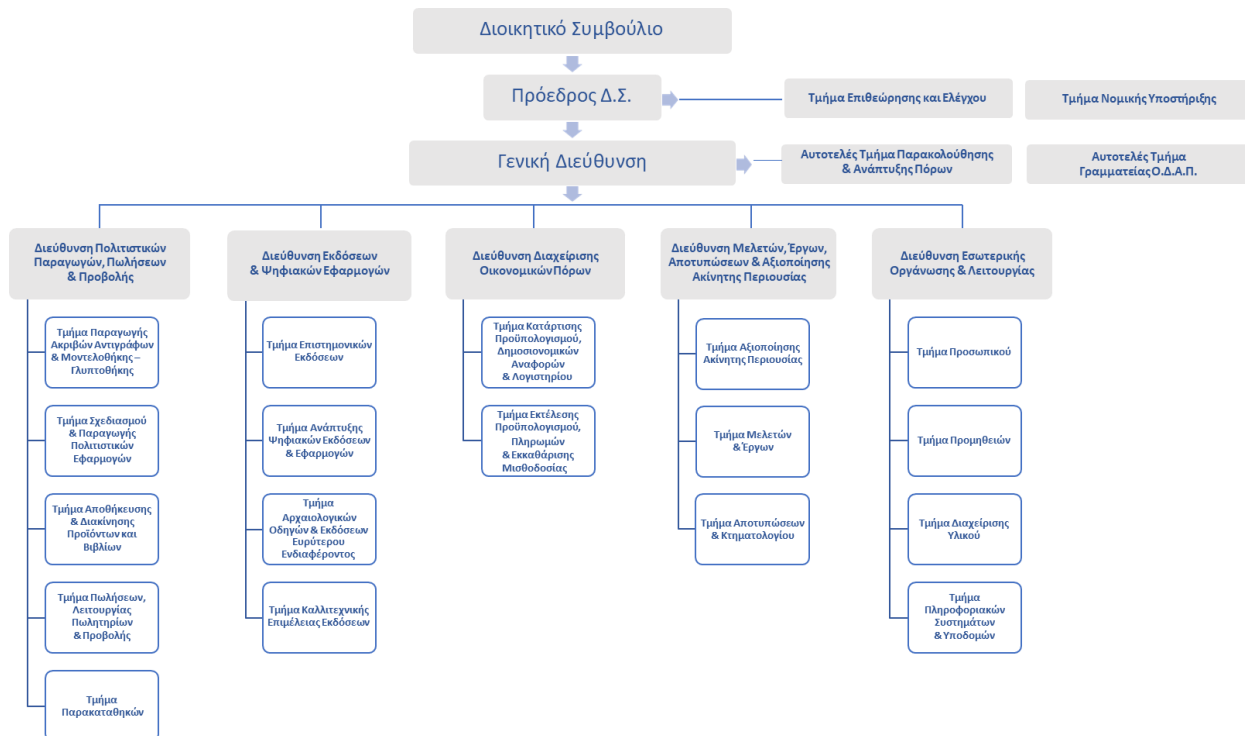 Διοικητικό Συμβούλιο
Πρόεδρος Δ.Σ.
Τμήμα Επιθεώρησης και Ελέγχου
Τμήμα Νομικής Υποστήριξης
Γενική Διεύθυνση
Αυτοτελές Τμήμα Παρακολούθησης
& Ανάπτυξης Πόρων
Αυτοτελές Τμήμα
Γραμματείας Ο.Δ.Α.Π.
Διεύθυνση Πολιτιστικών
Παραγωγών, Πωλήσεων
& Προβολής
Τμήμα Παραγωγής
Ακριβών Αντιγράφων
& Μοντελοθήκης –
Γλυπτοθήκης
Τμήμα Σχεδιασμού
& Παραγωγής
Πολιτιστικών
Εφαρμογών
Τμήμα Αποθήκευσης
& Διακίνησης
Προϊόντων και
Βιβλίων
Τμήμα Πωλήσεων,
Λειτουργίας
Πωλητηρίων
& Προβολής
Τμήμα
Παρακαταθηκών
Διεύθυνση Εκδόσεων
& Ψηφιακών Εφαρμογών
Τμήμα Επιστημονικών
Εκδόσεων
Τμήμα Ανάπτυξης
Ψηφιακών Εκδόσεων
& Εφαρμογών
Τμήμα
Αρχαιολογικών
Οδηγών & Εκδόσεων
Ευρύτερου
Ενδιαφέροντος
Τμήμα Καλλιτεχνικής
Επιμέλειας Εκδόσεων
Διεύθυνση Διαχείρισης
Οικονομικών Πόρων
Τμήμα Κατάρτισης
Προϋπολογισμού,
Δημοσιονομικών
Αναφορών
& Λογιστηρίου
Τμήμα Εκτέλεσης
Προϋπολογισμού,
Πληρωμών
& Εκκαθάρισης
Μισθοδοσίας
Διεύθυνση Μελετών, Έργων,
Αποτυπώσεων & Αξιοποίησης
Ακίνητης Περιουσίας
Τμήμα Αξιοποίησης
Ακίνητης Περιουσίας
Τμήμα Μελετών
& Έργων
Τμήμα Αποτυπώσεων
& Κτηματολογίου
Διεύθυνση Εσωτερικής
Οργάνωσης & Λειτουργίας
Τμήμα Προσωπικού
Τμήμα Προμηθειών
Τμήμα Διαχείρισης
Υλικού
Τμήμα
Πληροφοριακών
Συστημάτων
& Υποδομών